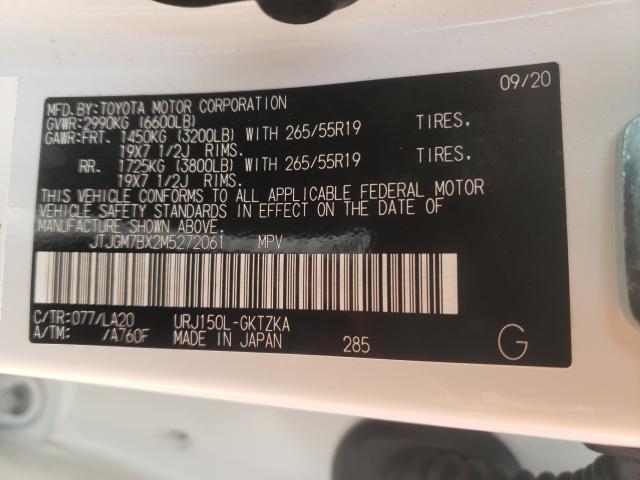 09/20
MFD.BY:TOYOTA MOTOR CORPORATION
GVWR:2990KG (6600LB)
GAWR:FRT. 1450KG (3200LB) WITH 265/55R19 TIRES.
19X7 1/2J RIMS.
RR. 1725KG (3800LB) WITH 265/55R19 TIRES.
19X7 1/2J RIMS.
THIS VEHICLE CONFORMS TO ALL APPLICABLE FEDERAL MOTOR
VEHICLE SAFETY STANDARDS IN EFFECT ON THE DATE OF
MANUFACTURE SHOWN ABOVE.
JTJGM7BX2M5272061 MPV
C/TR:077/LA20 URJ150L-GKTZKA
A/TM: /A760F MADE IN JAPAN 285 G